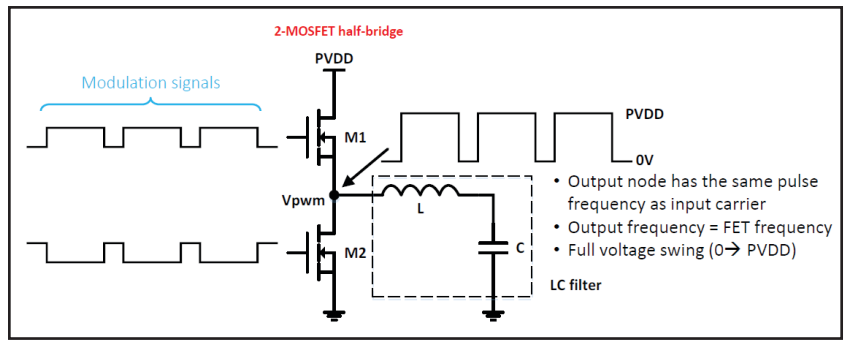 2-MOSFET half-bridge
PVDD
Modulation signals
M1
PVDD
0V
Vpwm
L
M2
C
LC filter
• Output node has the same pulse
frequency as input carrier
• Output frequency = FET frequency
• Full voltage swing (0→ PVDD)